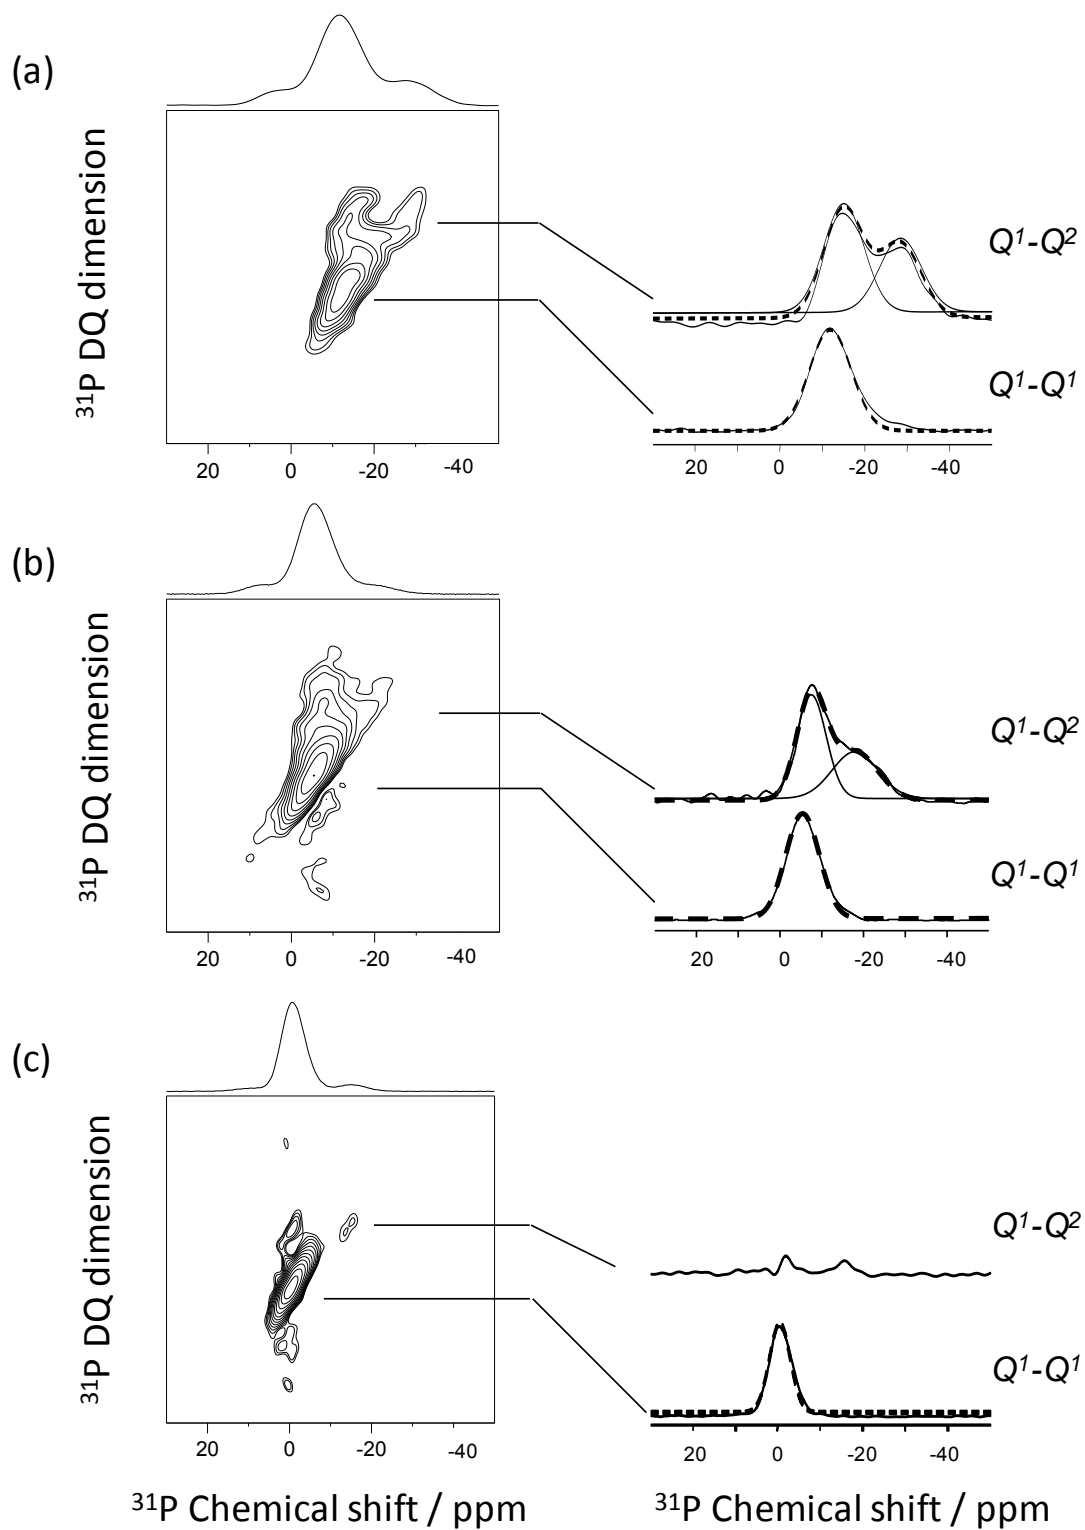 (a)
³¹P DQ dimension
Q¹-Q²
Q¹-Q¹
20 0 -20 -40
20 0 -20 -40
(b)
³¹P DQ dimension
Q¹-Q²
Q¹-Q¹
20 0 -20 -40
20 0 -20 -40
(c)
³¹P DQ dimension
Q¹-Q²
Q¹-Q¹
20 0 -20 -40
20 0 -20 -40
³¹P Chemical shift / ppm
³¹P Chemical shift / ppm